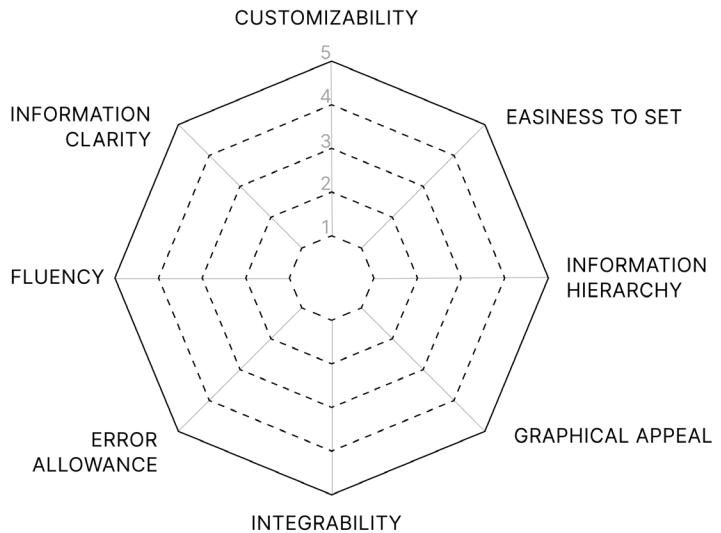 CUSTOMIZABILITY
5
4
3
2
1
EASINESS TO SET
INFORMATION
HIERARCHY
GRAPHICAL APPEAL
INTEGRABILITY
ERROR
ALLOWANCE
FLUENCY
INFORMATION
CLARITY